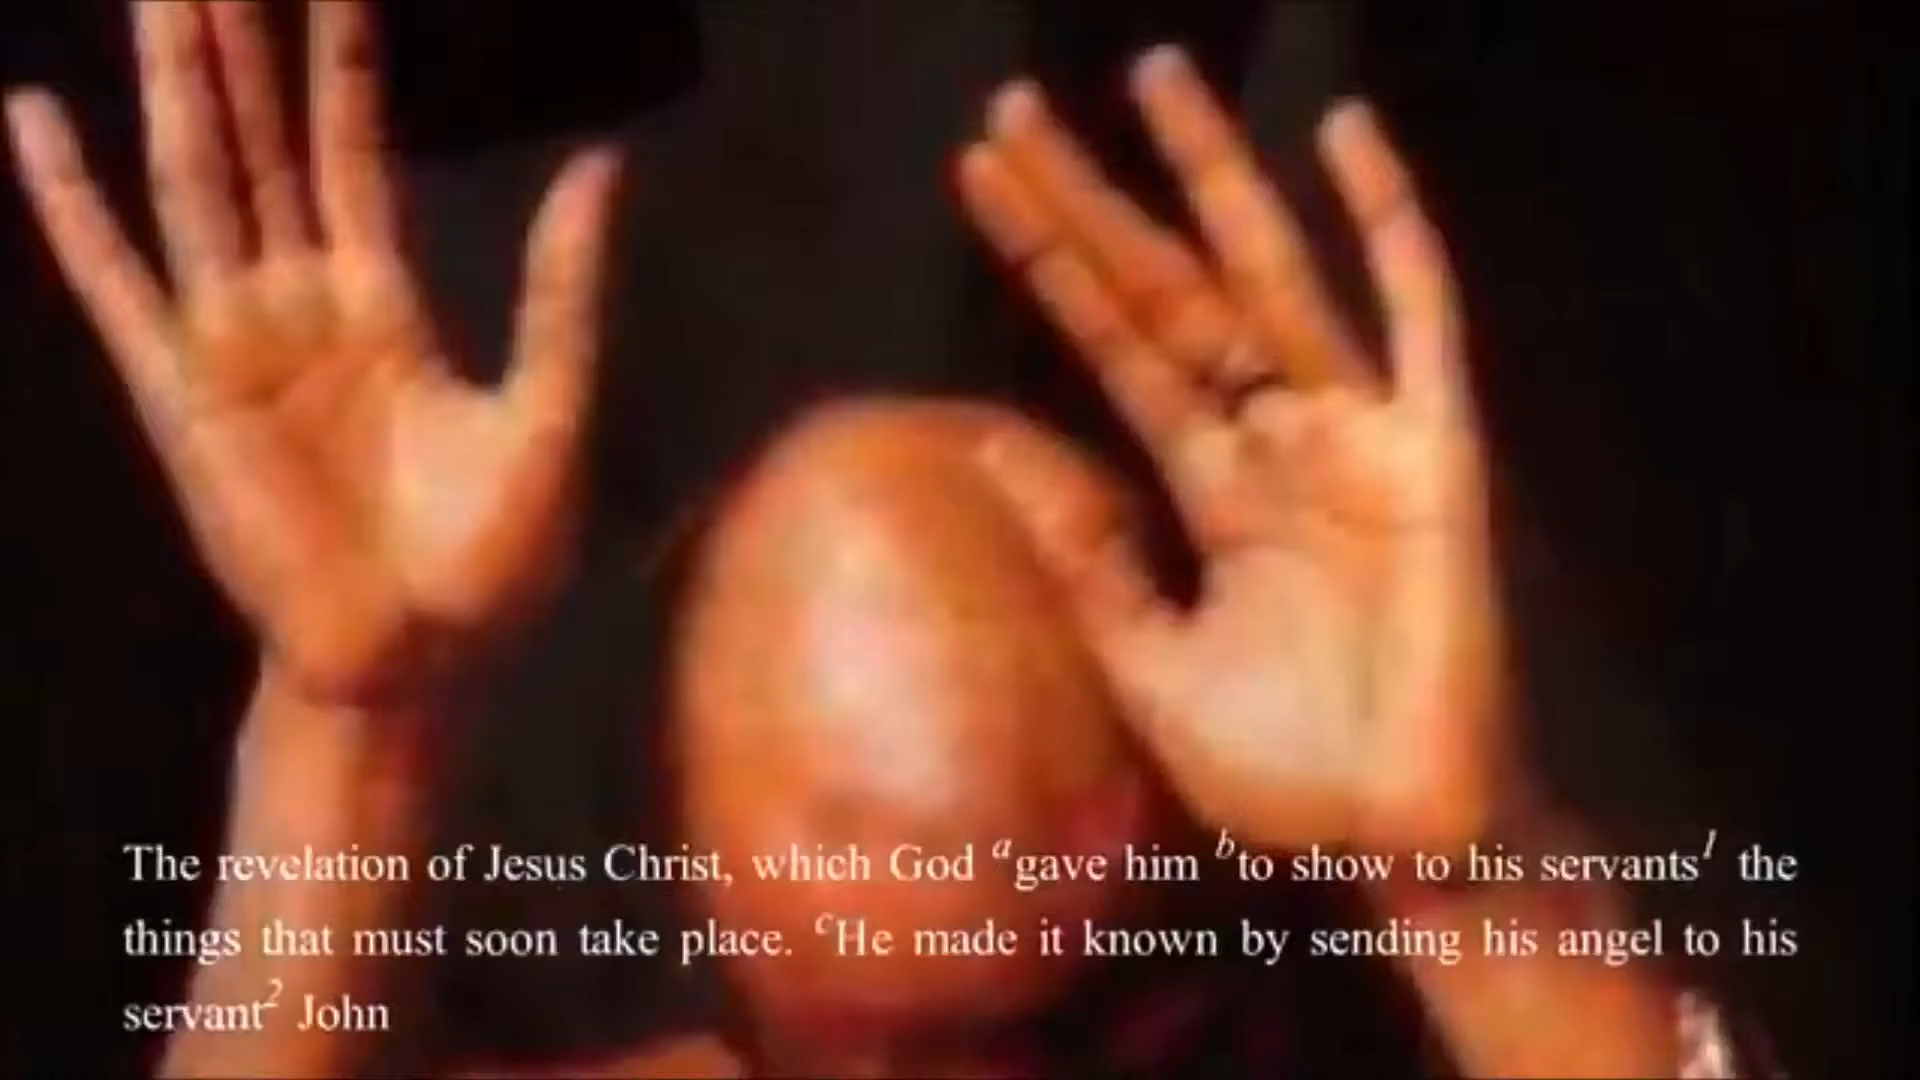 The revelation of Jesus Christ, which God ᵃgave him ᵇto show to his servants¹ the
things that must soon take place. ᶜHe made it known by sending his angel to his
servant² John